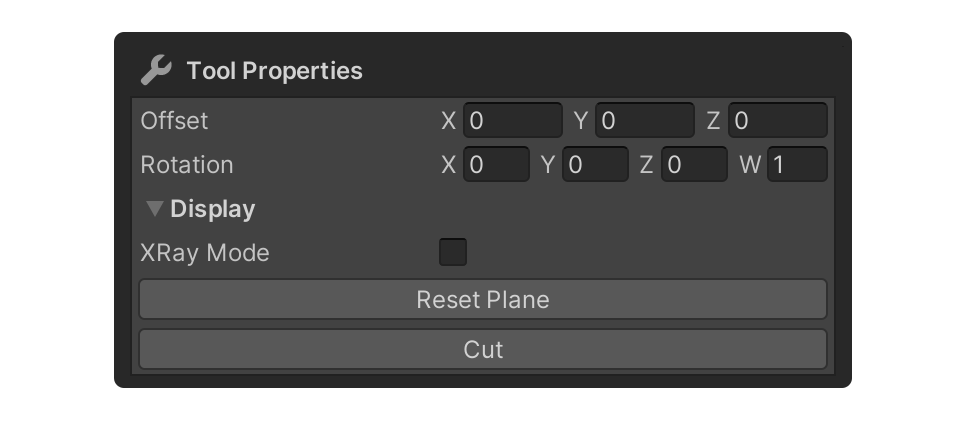 Tool Properties
Offset X 0 Y 0 Z 0
Rotation X 0 Y 0 Z 0 W 1
Display
XRay Mode
Reset Plane
Cut